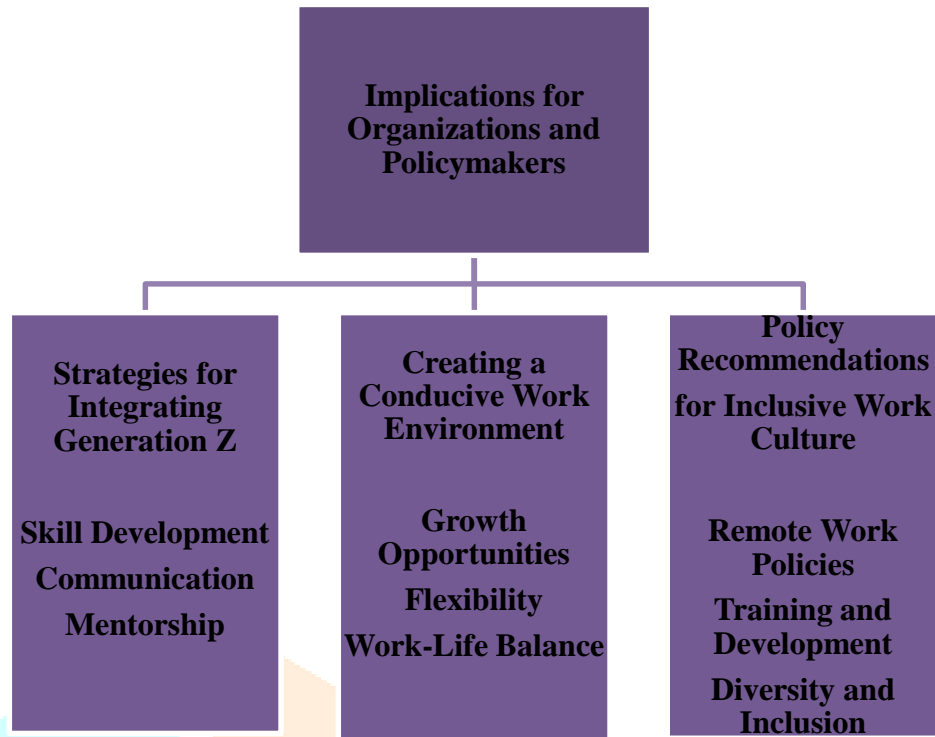 Implications for
Organizations and
Policymakers
Strategies for
Integrating
Generation Z
Skill Development
Communication
Mentorship
Creating a
Conducive Work
Environment
Growth
Opportunities
Flexibility
Work-Life Balance
Policy
Recommendations
for Inclusive Work
Culture
Remote Work
Policies
Training and
Development
Diversity and
Inclusion